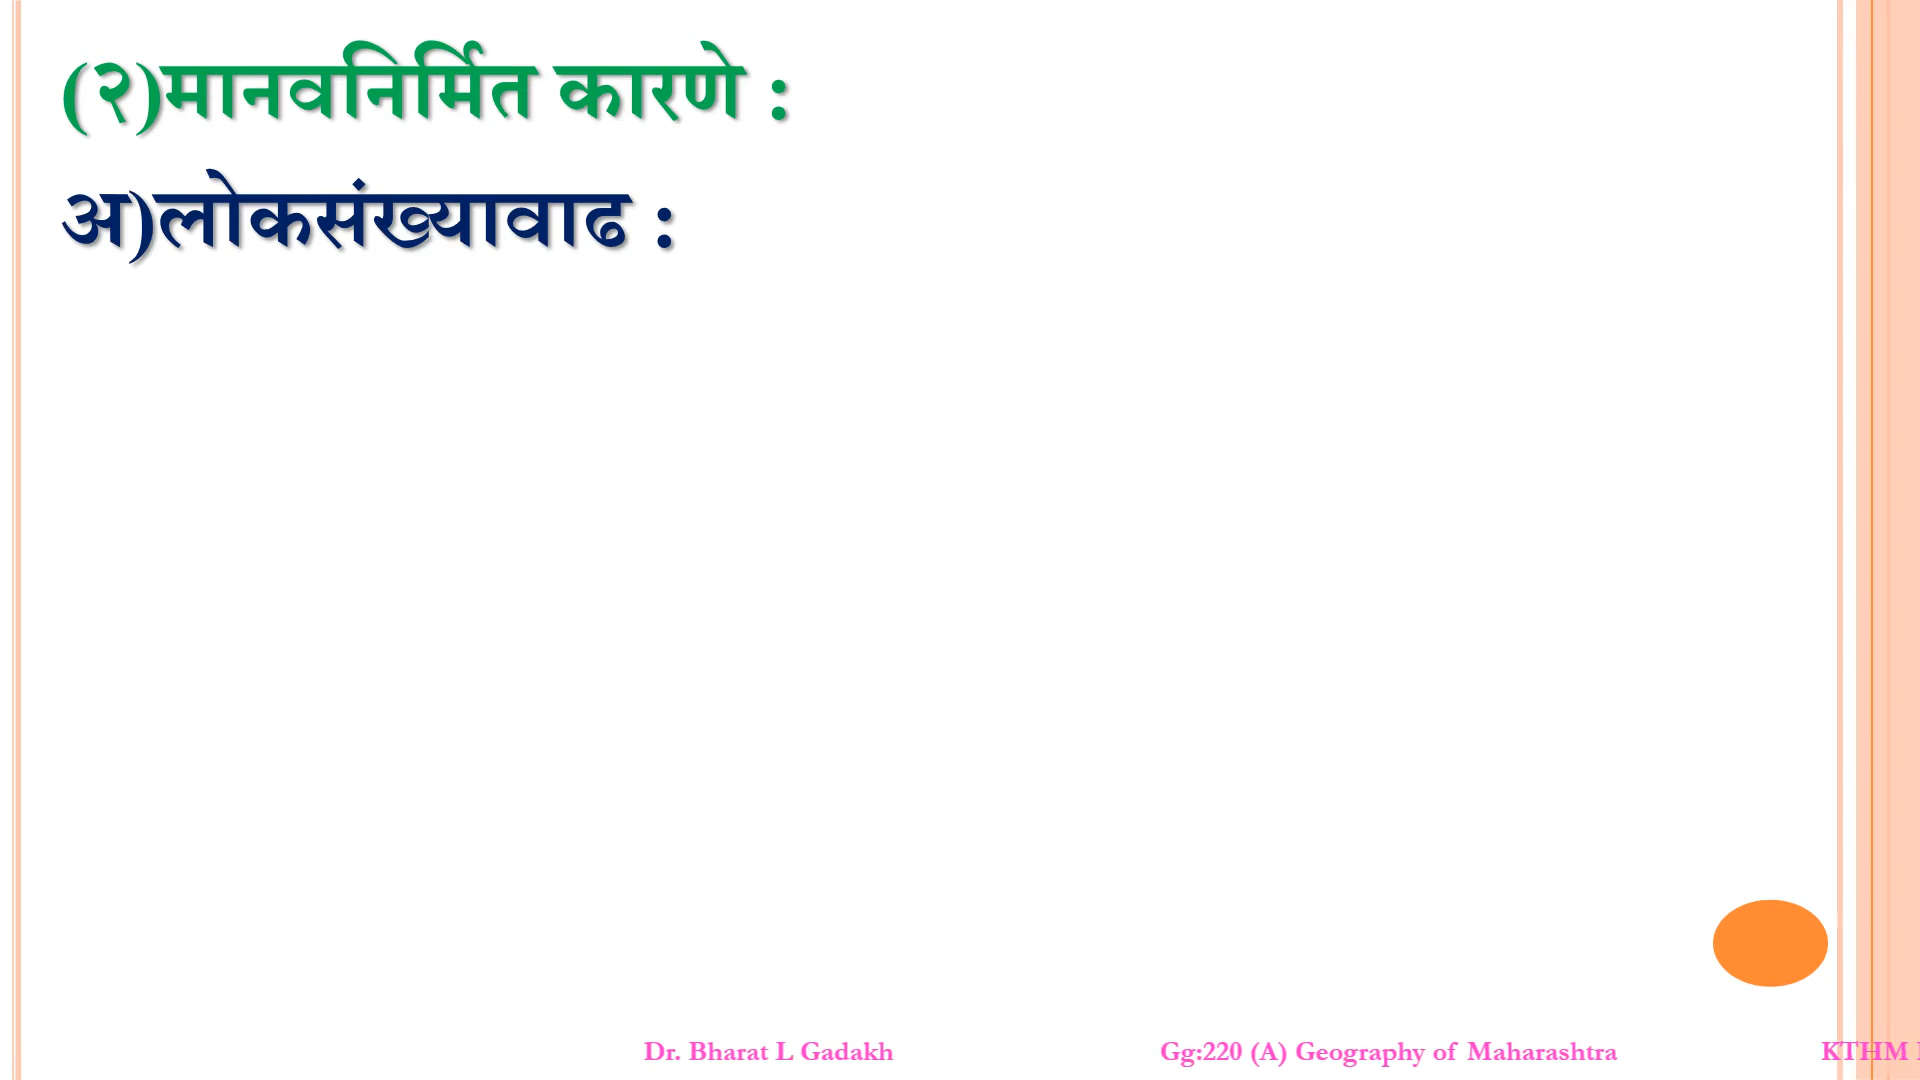 (२)मानवनिर्मित कारणे :
अ)लोकसंख्यावाढ :
Dr. Bharat L Gadakh Gg:220 (A) Geography of Maharashtra KTHM